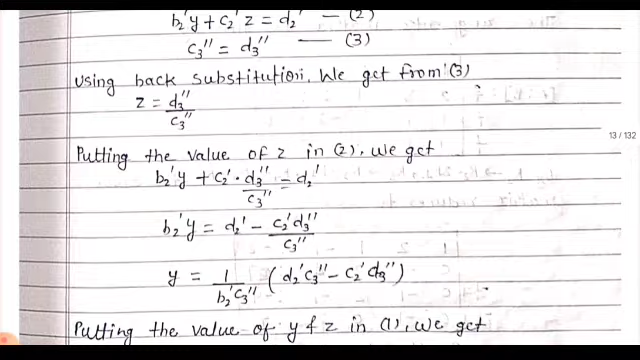 b₂'y + c₂'z = d₂' — (2)
c₃'' = d₃'' — (3)
Using back substitution, We get from (3)
z = d₃''/c₃''
13 / 132
Putting the value of z in (2), we get
b₂'y + c₂' · d₃''/c₃'' = d₂'
b₂'y = d₂' - c₂'d₃''/c₃''
y = 1/b₂'c₃'' (d₂'c₃'' - c₂'d₃'')
Putting the value of y & z in (1), we get